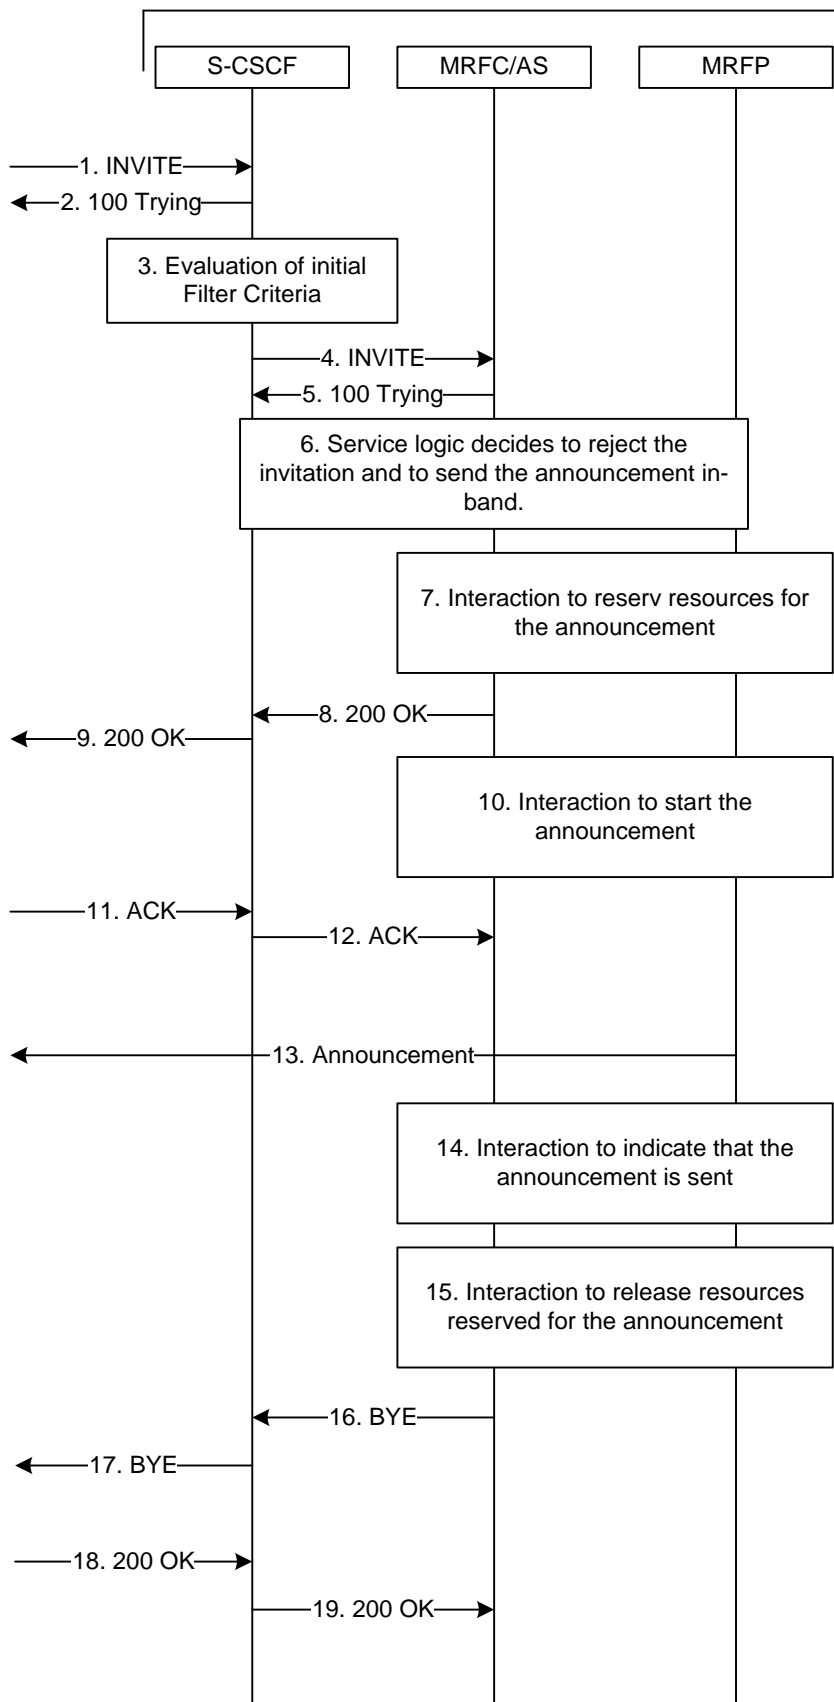 S-CSCF
MRFC/AS
MRFP
1. INVITE
2. 100 Trying
3. Evaluation of initial
Filter Criteria
4. INVITE
5. 100 Trying
6. Service logic decides to reject the
invitation and to send the announcement in-
band.
7. Interaction to reserv resources for
the announcement
8. 200 OK
9. 200 OK
10. Interaction to start the
announcement
11. ACK
12. ACK
13. Announcement
14. Interaction to indicate that the
announcement is sent
15. Interaction to release resources
reserved for the announcement
16. BYE
17. BYE
18. 200 OK
19. 200 OK